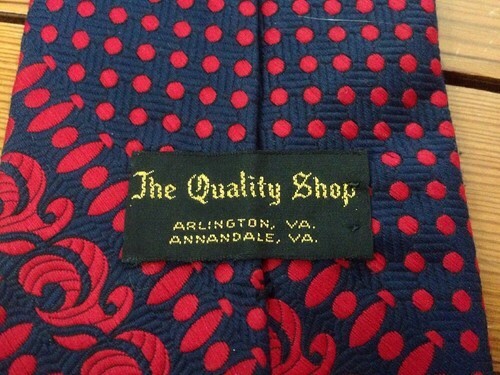 The Quality Shop
ARLINGTON, VA.
ANNANDALE, VA.